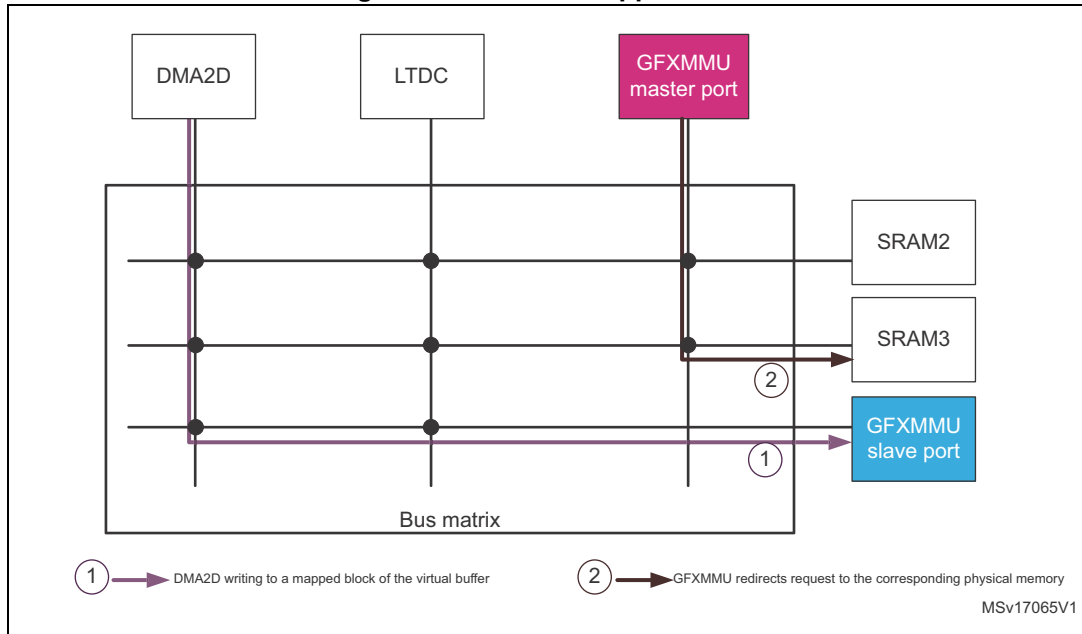 DMA2D
LTDC
GFXMMU
master port
SRAM2
SRAM3
2
GFXMMU
slave port
1
Bus matrix
1 DMA2D writing to a mapped block of the virtual buffer
2 GFXMMU redirects request to the corresponding physical memory
MSv17065V1